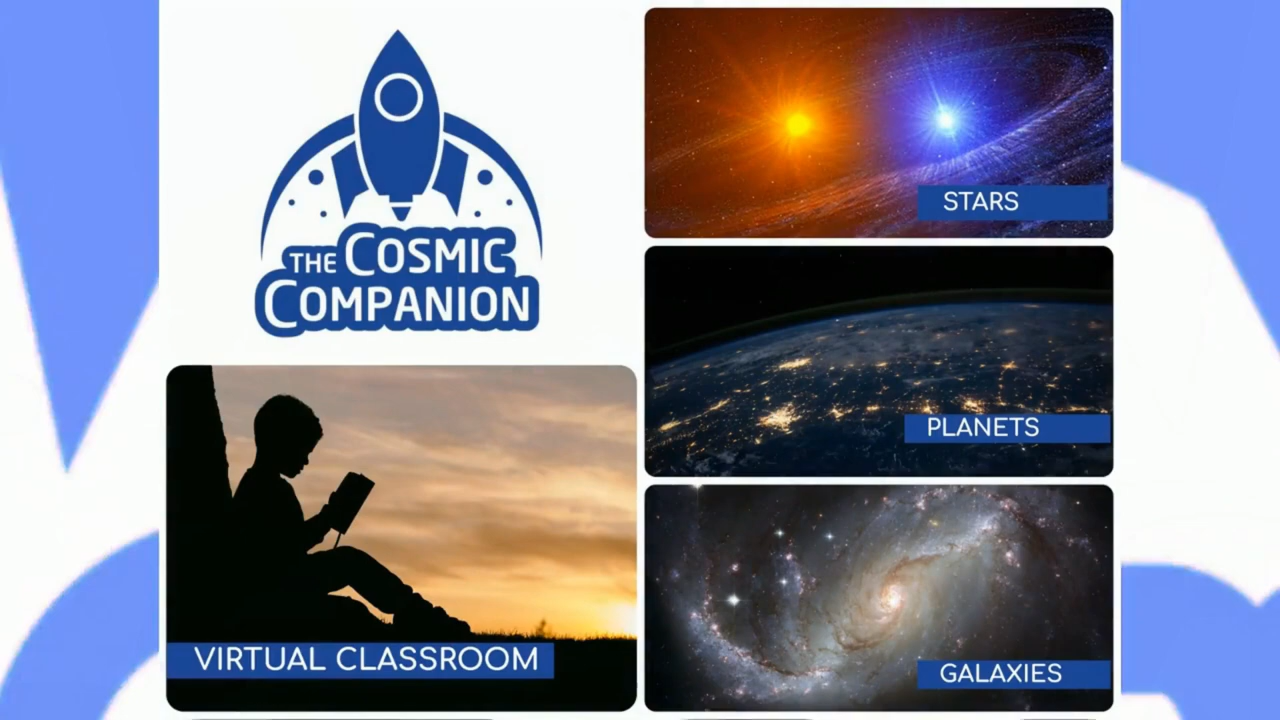 THE COSMIC
COMPANION
VIRTUAL CLASSROOM
STARS
PLANETS
GALAXIES